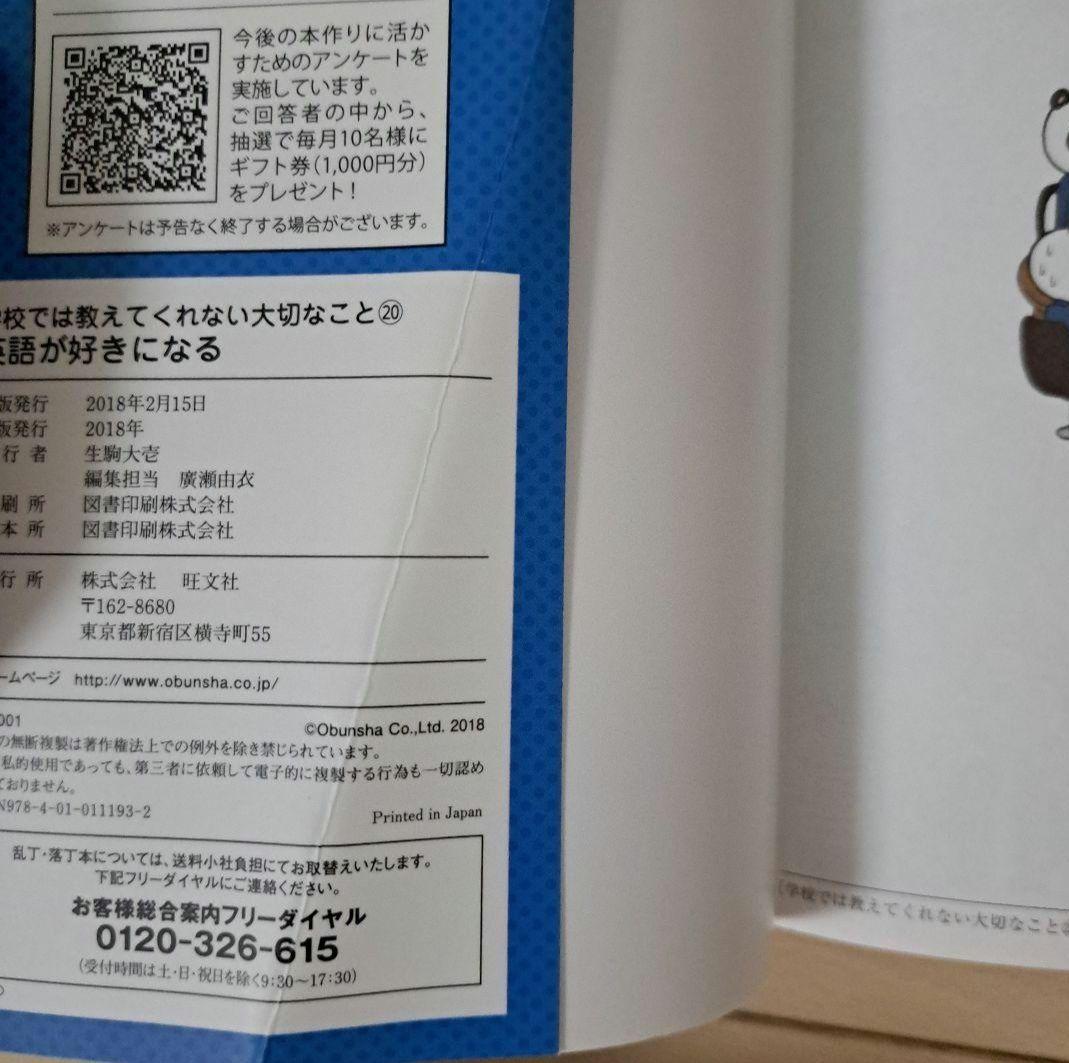 今後の本作りに活か
すためのアンケートを
実施しています。
ご回答者の中から、
抽選で毎月10名様に
ギフト券(1,000円分)
をプレゼント!
※アンケートは予告なく終了する場合がございます。
学校では教えてくれない大切なこと⑳
英語が好きになる
版発行 2018年2月15日
版発行 2018年
行者 生駒大壱
編集担当 廣瀬由衣
刷所 図書印刷株式会社
本所 図書印刷株式会社
行所 株式会社 旺文社
〒162-8680
東京都新宿区横寺町55
ームページ http://www.obunsha.co.jp/
001
©Obunsha Co.,Ltd. 2018
の無断複製は著作権法上での例外を除き禁じられています。
私的使用であっても、第三者に依頼して電子的に複製する行為も一切認め
ておりません。
N978-4-01-011193-2
Printed in Japan
乱丁・落丁本については、送料小社負担にてお取替えいたします。
下記フリーダイヤルにご連絡ください。
お客様総合案内フリーダイヤル
0120-326-615
(受付時間は土・日・祝日を除く9:30〜17:30)
[学校では教えてくれない大切なこと